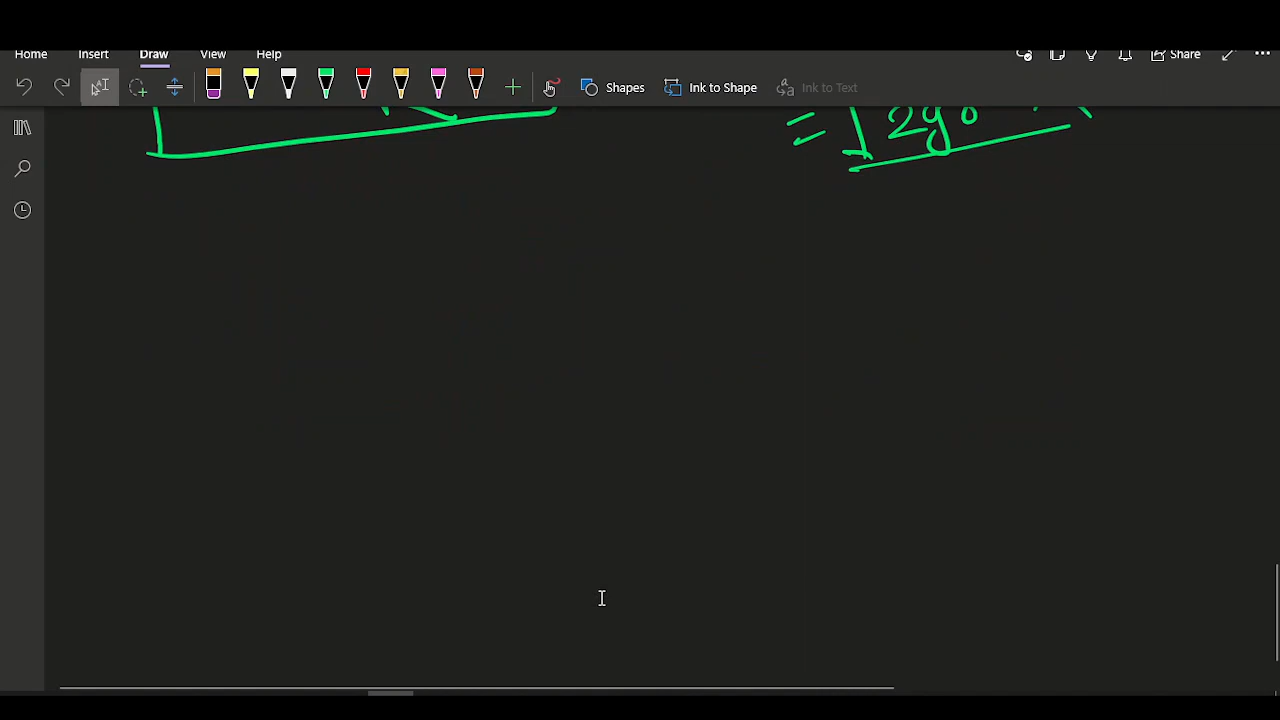 Home Insert Draw View Help Share
Shapes Ink to Shape Ink to Text
= 1290